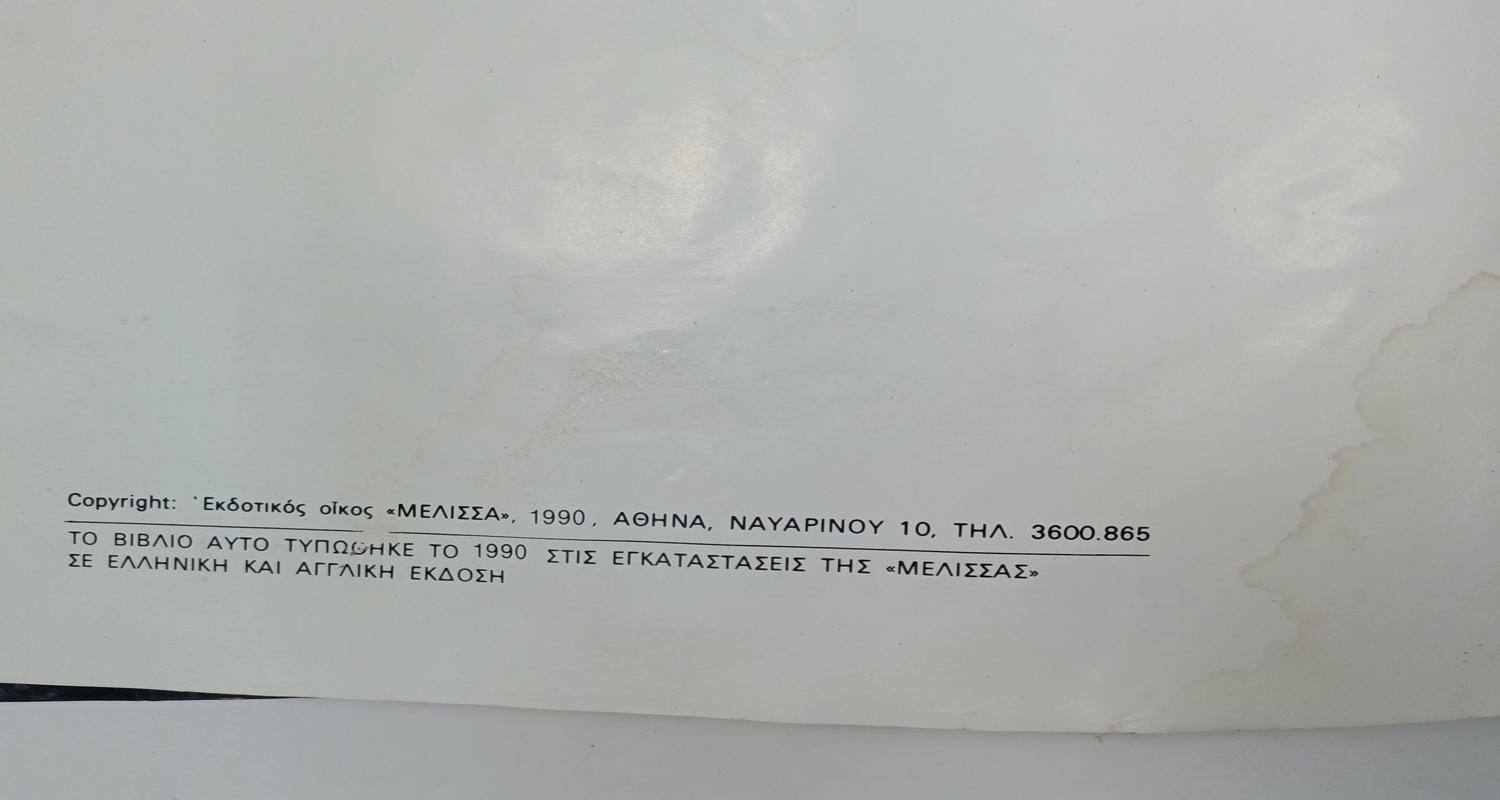 Copyright: Ἐκδοτικός οἶκος «ΜΕΛΙΣΣΑ», 1990, ΑΘΗΝΑ, ΝΑΥΑΡΙΝΟΥ 10, ΤΗΛ. 3600.865
ΤΟ ΒΙΒΛΙΟ ΑΥΤΟ ΤΥΠΩΘΗΚΕ ΤΟ 1990 ΣΤΙΣ ΕΓΚΑΤΑΣΤΑΣΕΙΣ ΤΗΣ «ΜΕΛΙΣΣΑΣ»
ΣΕ ΕΛΛΗΝΙΚΗ ΚΑΙ ΑΓΓΛΙΚΗ ΕΚΔΟΣΗ